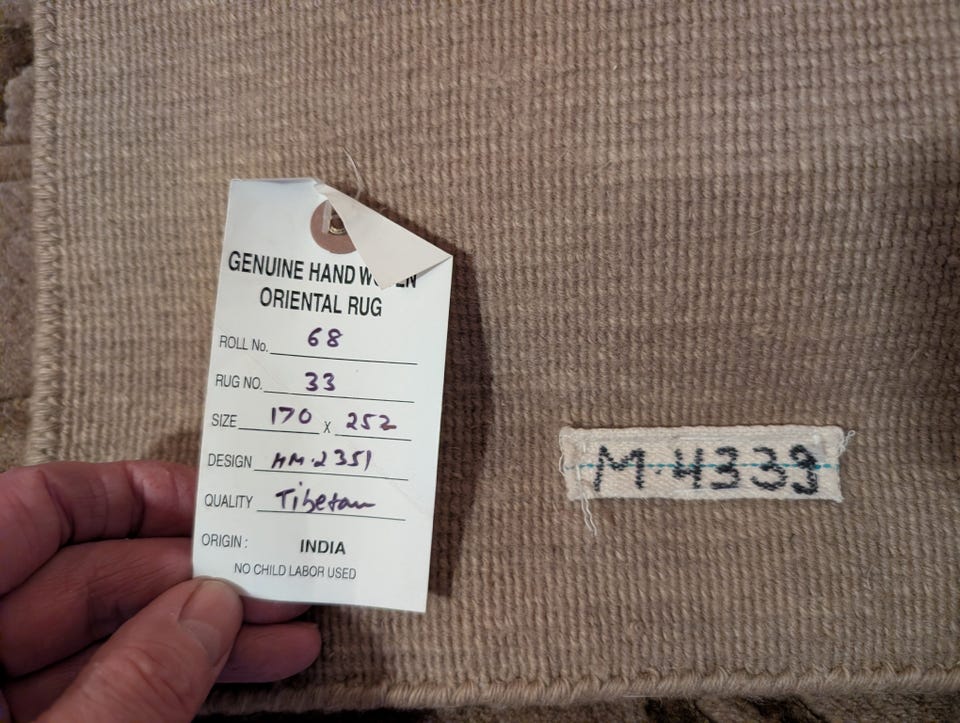 GENUINE HAND WOVEN
ORIENTAL RUG
ROLL No. 68
RUG NO. 33
SIZE 170 X 252
DESIGN HM-2351
QUALITY Tibetan
ORIGIN: INDIA
NO CHILD LABOR USED
M-4339